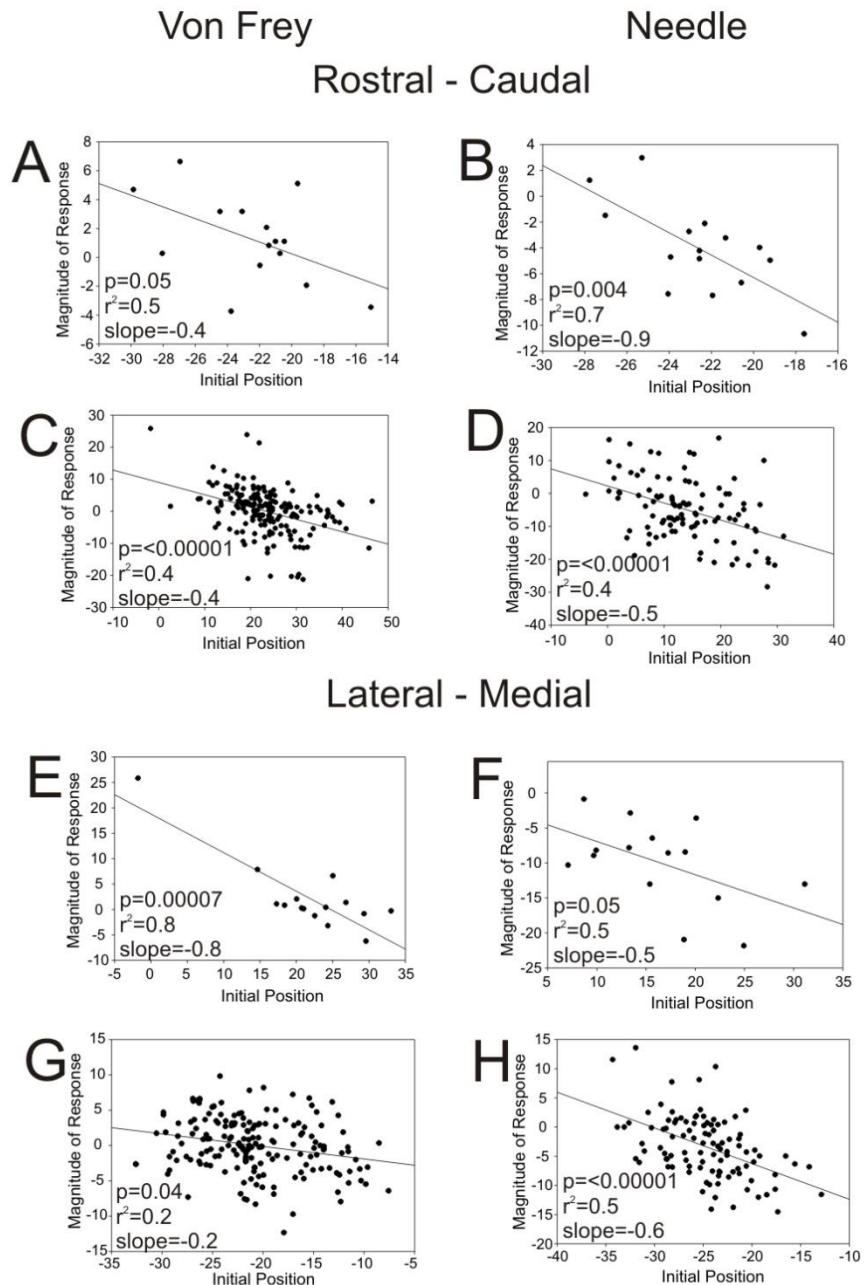 Von Frey Needle
Rostral - Caudal
A
Magnitude of Response
8
6
4
2
0
-2
-4
-6
p=0.05
r²=0.5
slope=-0.4
-32 -30 -28 -26 -24 -22 -20 -18 -16 -14
Initial Position
B
Magnitude of Response
4
2
0
-2
-4
-6
-8
-10
-12
p=0.004
r²=0.7
slope=-0.9
-30 -28 -26 -24 -22 -20 -18 -16
Initial Position
C
Magnitude of Response
30
20
10
0
-10
-20
-30
p=<0.00001
r²=0.4
slope=-0.4
-10 0 10 20 30 40 50
Initial Position
D
Magnitude of Response
20
10
0
-10
-20
-30
-40
p=<0.00001
r²=0.4
slope=-0.5
-10 0 10 20 30 40
Initial Position
Lateral - Medial
E
Magnitude of Response
30
25
20
15
10
5
0
-5
-10
p=0.00007
r²=0.8
slope=-0.8
-5 0 5 10 15 20 25 30 35
Initial Position
F
Magnitude of Response
0
-5
-10
-15
-20
-25
p=0.05
r²=0.5
slope=-0.5
5 10 15 20 25 30 35
Initial Position
G
Magnitude of Response
15
10
5
0
-5
-10
-15
p=0.04
r²=0.2
slope=-0.2
-35 -30 -25 -20 -15 -10 -5
Initial Position
H
Magnitude of Response
15
10
5
0
-5
-10
-15
-20
p=<0.00001
r²=0.5
slope=-0.6
-40 -35 -30 -25 -20 -15 -10
Initial Position